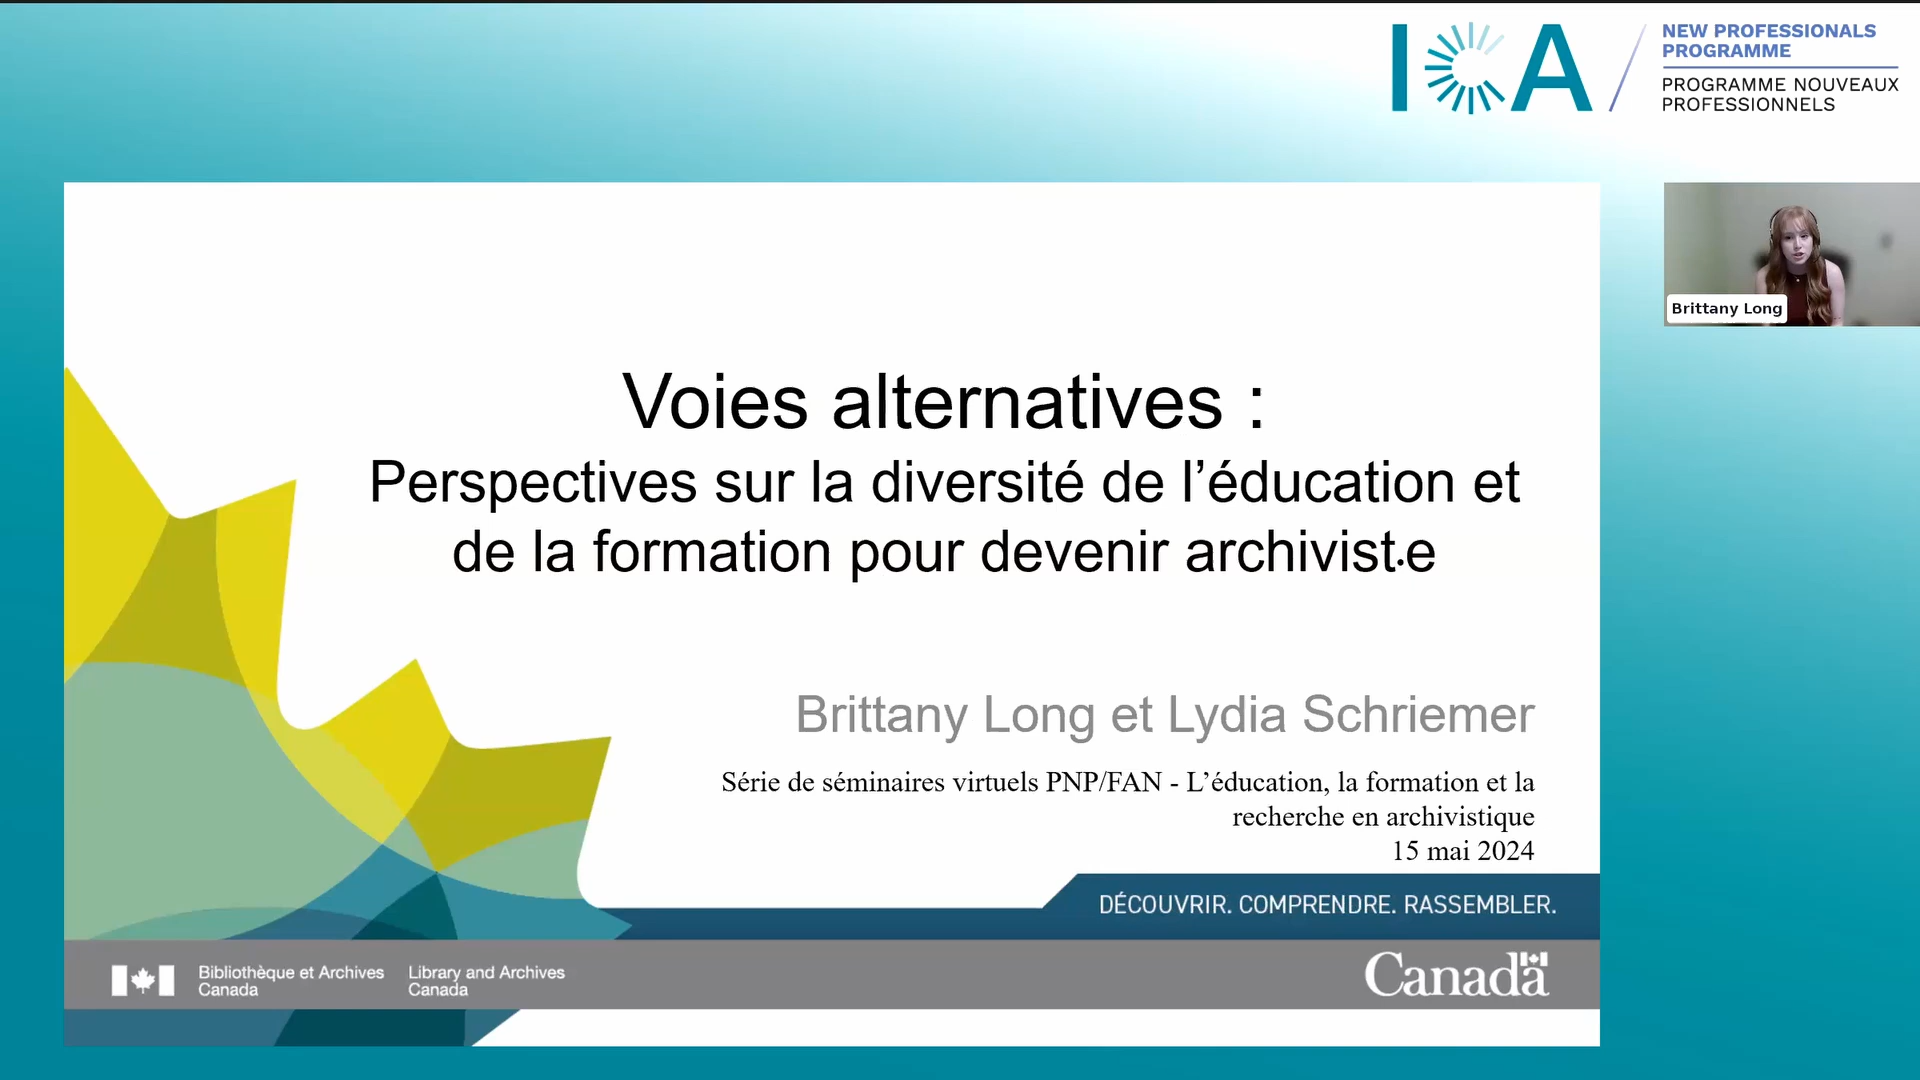 ICA
NEW PROFESSIONALS
PROGRAMME
PROGRAMME NOUVEAUX
PROFESSIONNELS
Brittany Long
Voies alternatives :
Perspectives sur la diversité de l’éducation et
de la formation pour devenir archivist.e
Brittany Long et Lydia Schriemer
Série de séminaires virtuels PNP/FAN - L’éducation, la formation et la
recherche en archivistique
15 mai 2024
DÉCOUVRIR. COMPRENDRE. RASSEMBLER.
Bibliothèque et Archives
Canada
Library and Archives
Canada
Canada